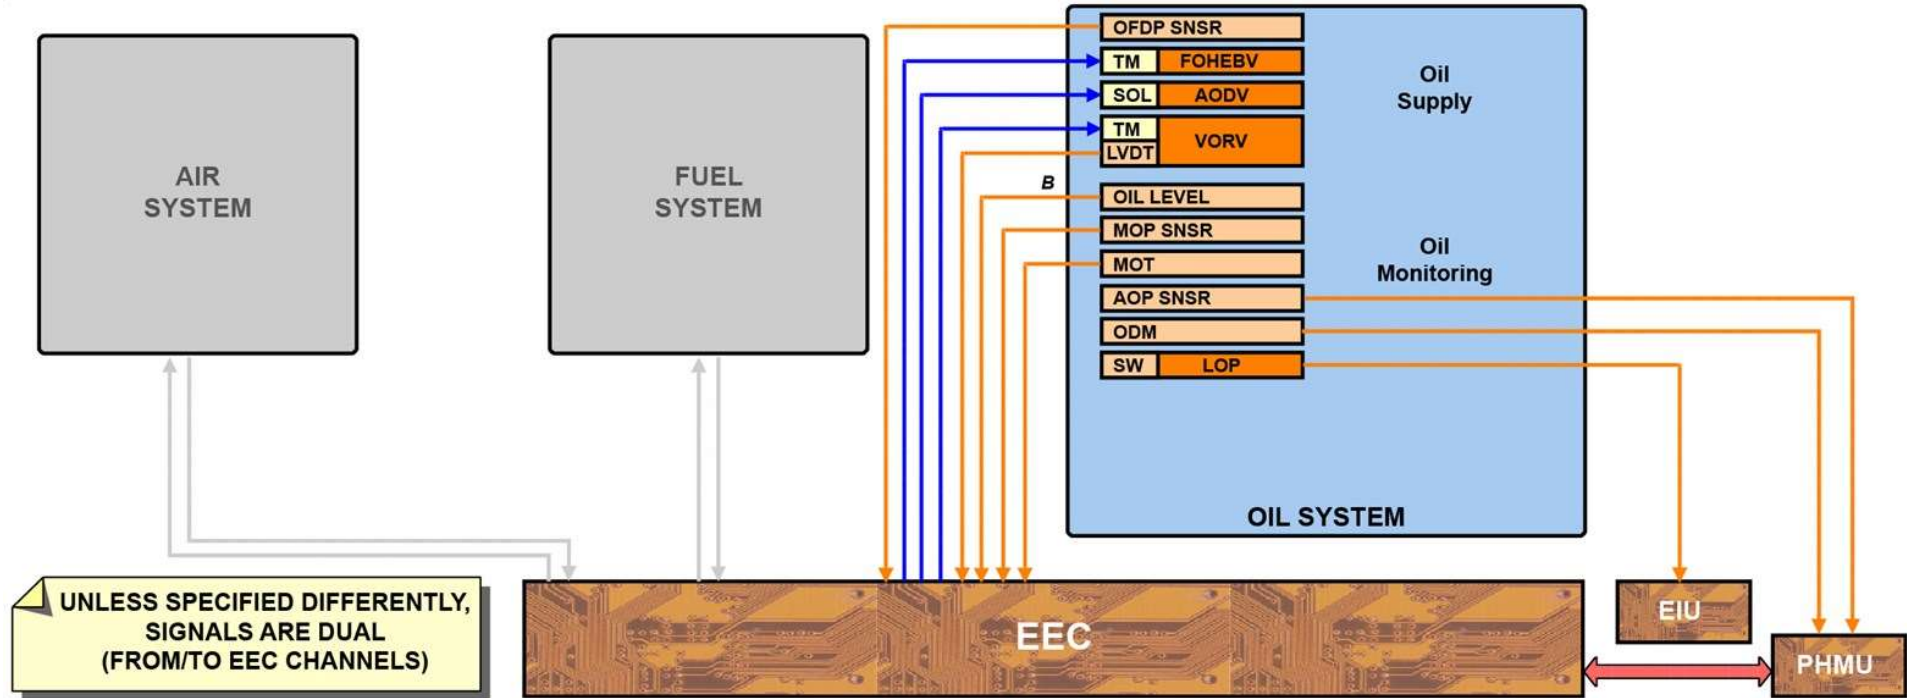 AIR
SYSTEM
FUEL
SYSTEM
OFDP SNSR
TM FOHEBV
SOL AODV
TM
LVDT
VORV
Oil
Supply
B
OIL LEVEL
MOP SNSR
MOT
AOP SNSR
ODM
SW LOP
Oil
Monitoring
OIL SYSTEM
UNLESS SPECIFIED DIFFERENTLY,
SIGNALS ARE DUAL
(FROM/TO EEC CHANNELS)
EEC
EIU
PHMU